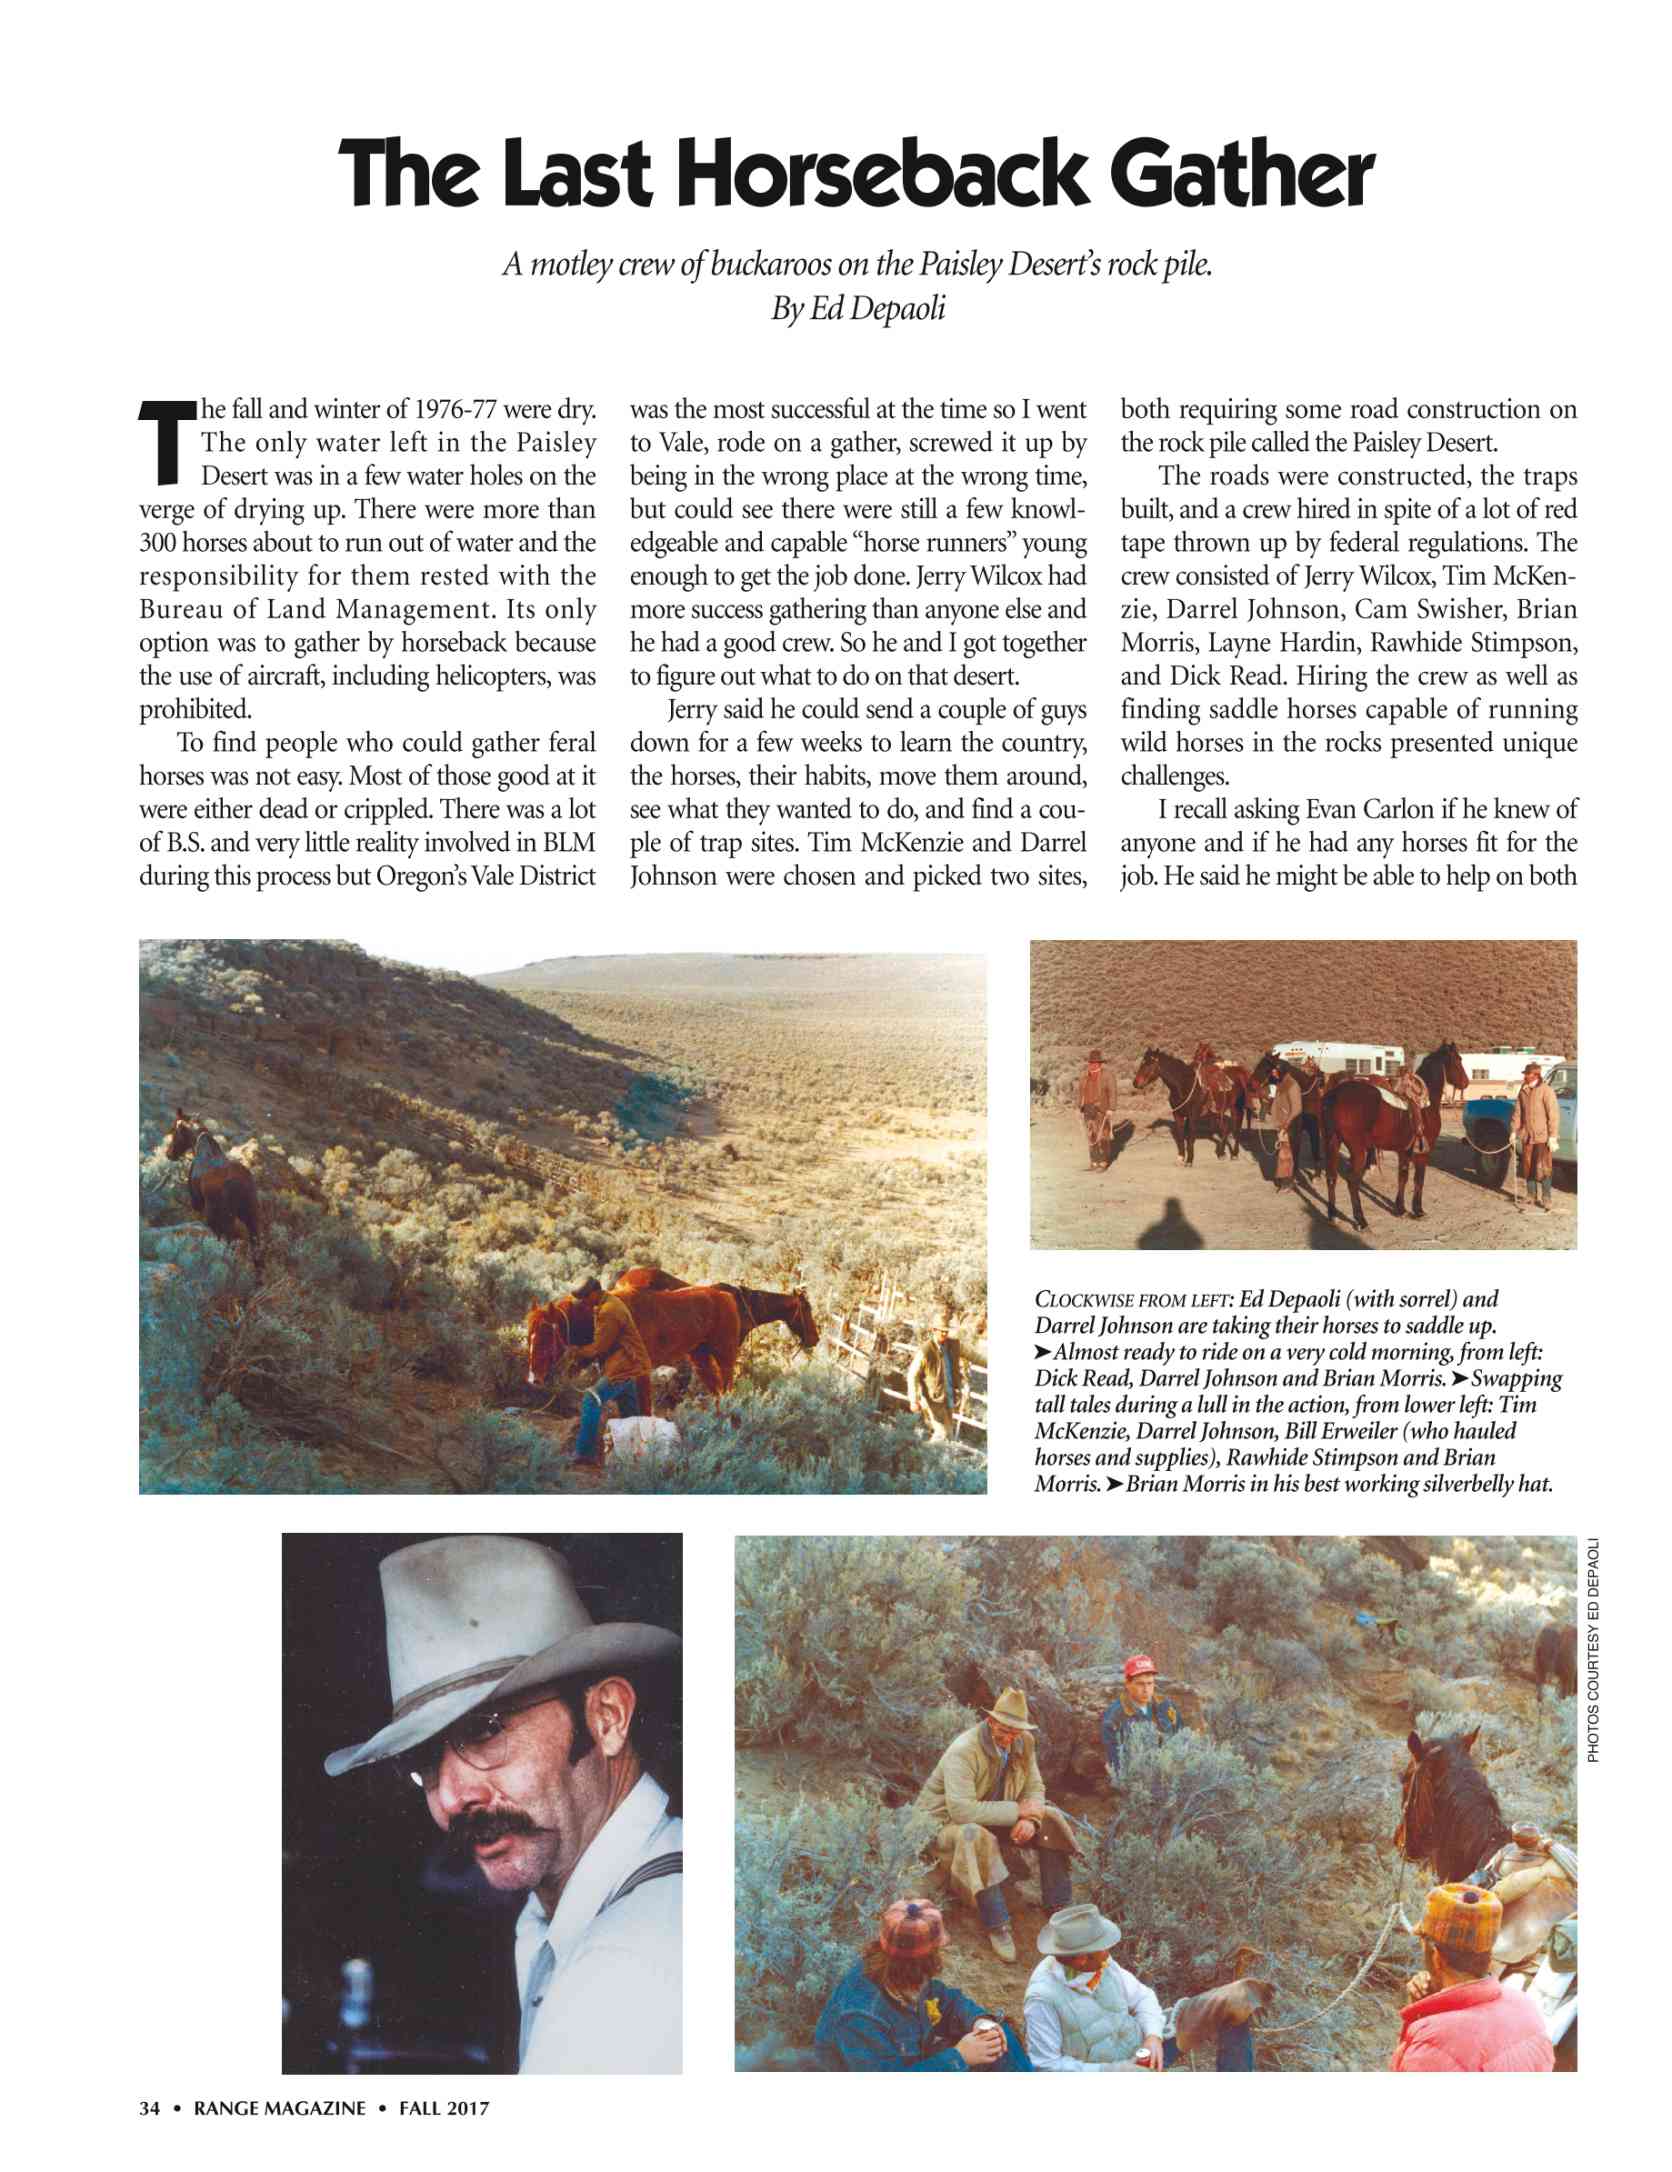 The Last Horseback Gather
A motley crew of buckaroos on the Paisley Desert's rock pile.
By Ed Depaoli
The fall and winter of 1976-77 were dry.
The only water left in the Paisley
Desert was in a few water holes on the
verge of drying up. There were more than
300 horses about to run out of water and the
responsibility for them rested with the
Bureau of Land Management. Its only
option was to gather by horseback because
the use of aircraft, including helicopters, was
prohibited.
To find people who could gather feral
horses was not easy. Most of those good at it
were either dead or crippled. There was a lot
of B.S. and very little reality involved in BLM
during this process but Oregon's Vale District
was the most successful at the time so I went
to Vale, rode on a gather, screwed it up by
being in the wrong place at the wrong time,
but could see there were still a few knowl-
edgeable and capable “horse runners” young
enough to get the job done. Jerry Wilcox had
more success gathering than anyone else and
he had a good crew. So he and I got together
to figure out what to do on that desert.
Jerry said he could send a couple of guys
down for a few weeks to learn the country,
the horses, their habits, move them around,
see what they wanted to do, and find a cou-
ple of trap sites. Tim McKenzie and Darrel
Johnson were chosen and picked two sites,
both requiring some road construction on
the rock pile called the Paisley Desert.
The roads were constructed, the traps
built, and a crew hired in spite of a lot of red
tape thrown up by federal regulations. The
crew consisted of Jerry Wilcox, Tim McKen-
zie, Darrel Johnson, Cam Swisher, Brian
Morris, Layne Hardin, Rawhide Stimpson,
and Dick Read. Hiring the crew as well as
finding saddle horses capable of running
wild horses in the rocks presented unique
challenges.
I recall asking Evan Carlon if he knew of
anyone and if he had any horses fit for the
job. He said he might be able to help on both
CLOCKWISE FROM LEFT: Ed Depaoli (with sorrel) and
Darrel Johnson are taking their horses to saddle up.
➤Almost ready to ride on a very cold morning, from left:
Dick Read, Darrel Johnson and Brian Morris. ➤Swapping
tall tales during a lull in the action, from lower left: Tim
McKenzie, Darrel Johnson, Bill Erweiler (who hauled
horses and supplies), Rawhide Stimpson and Brian
Morris. ➤Brian Morris in his best working silverbelly hat.
PHOTOS COURTESY ED DEPAOLI
34 • RANGE MAGAZINE • FALL 2017